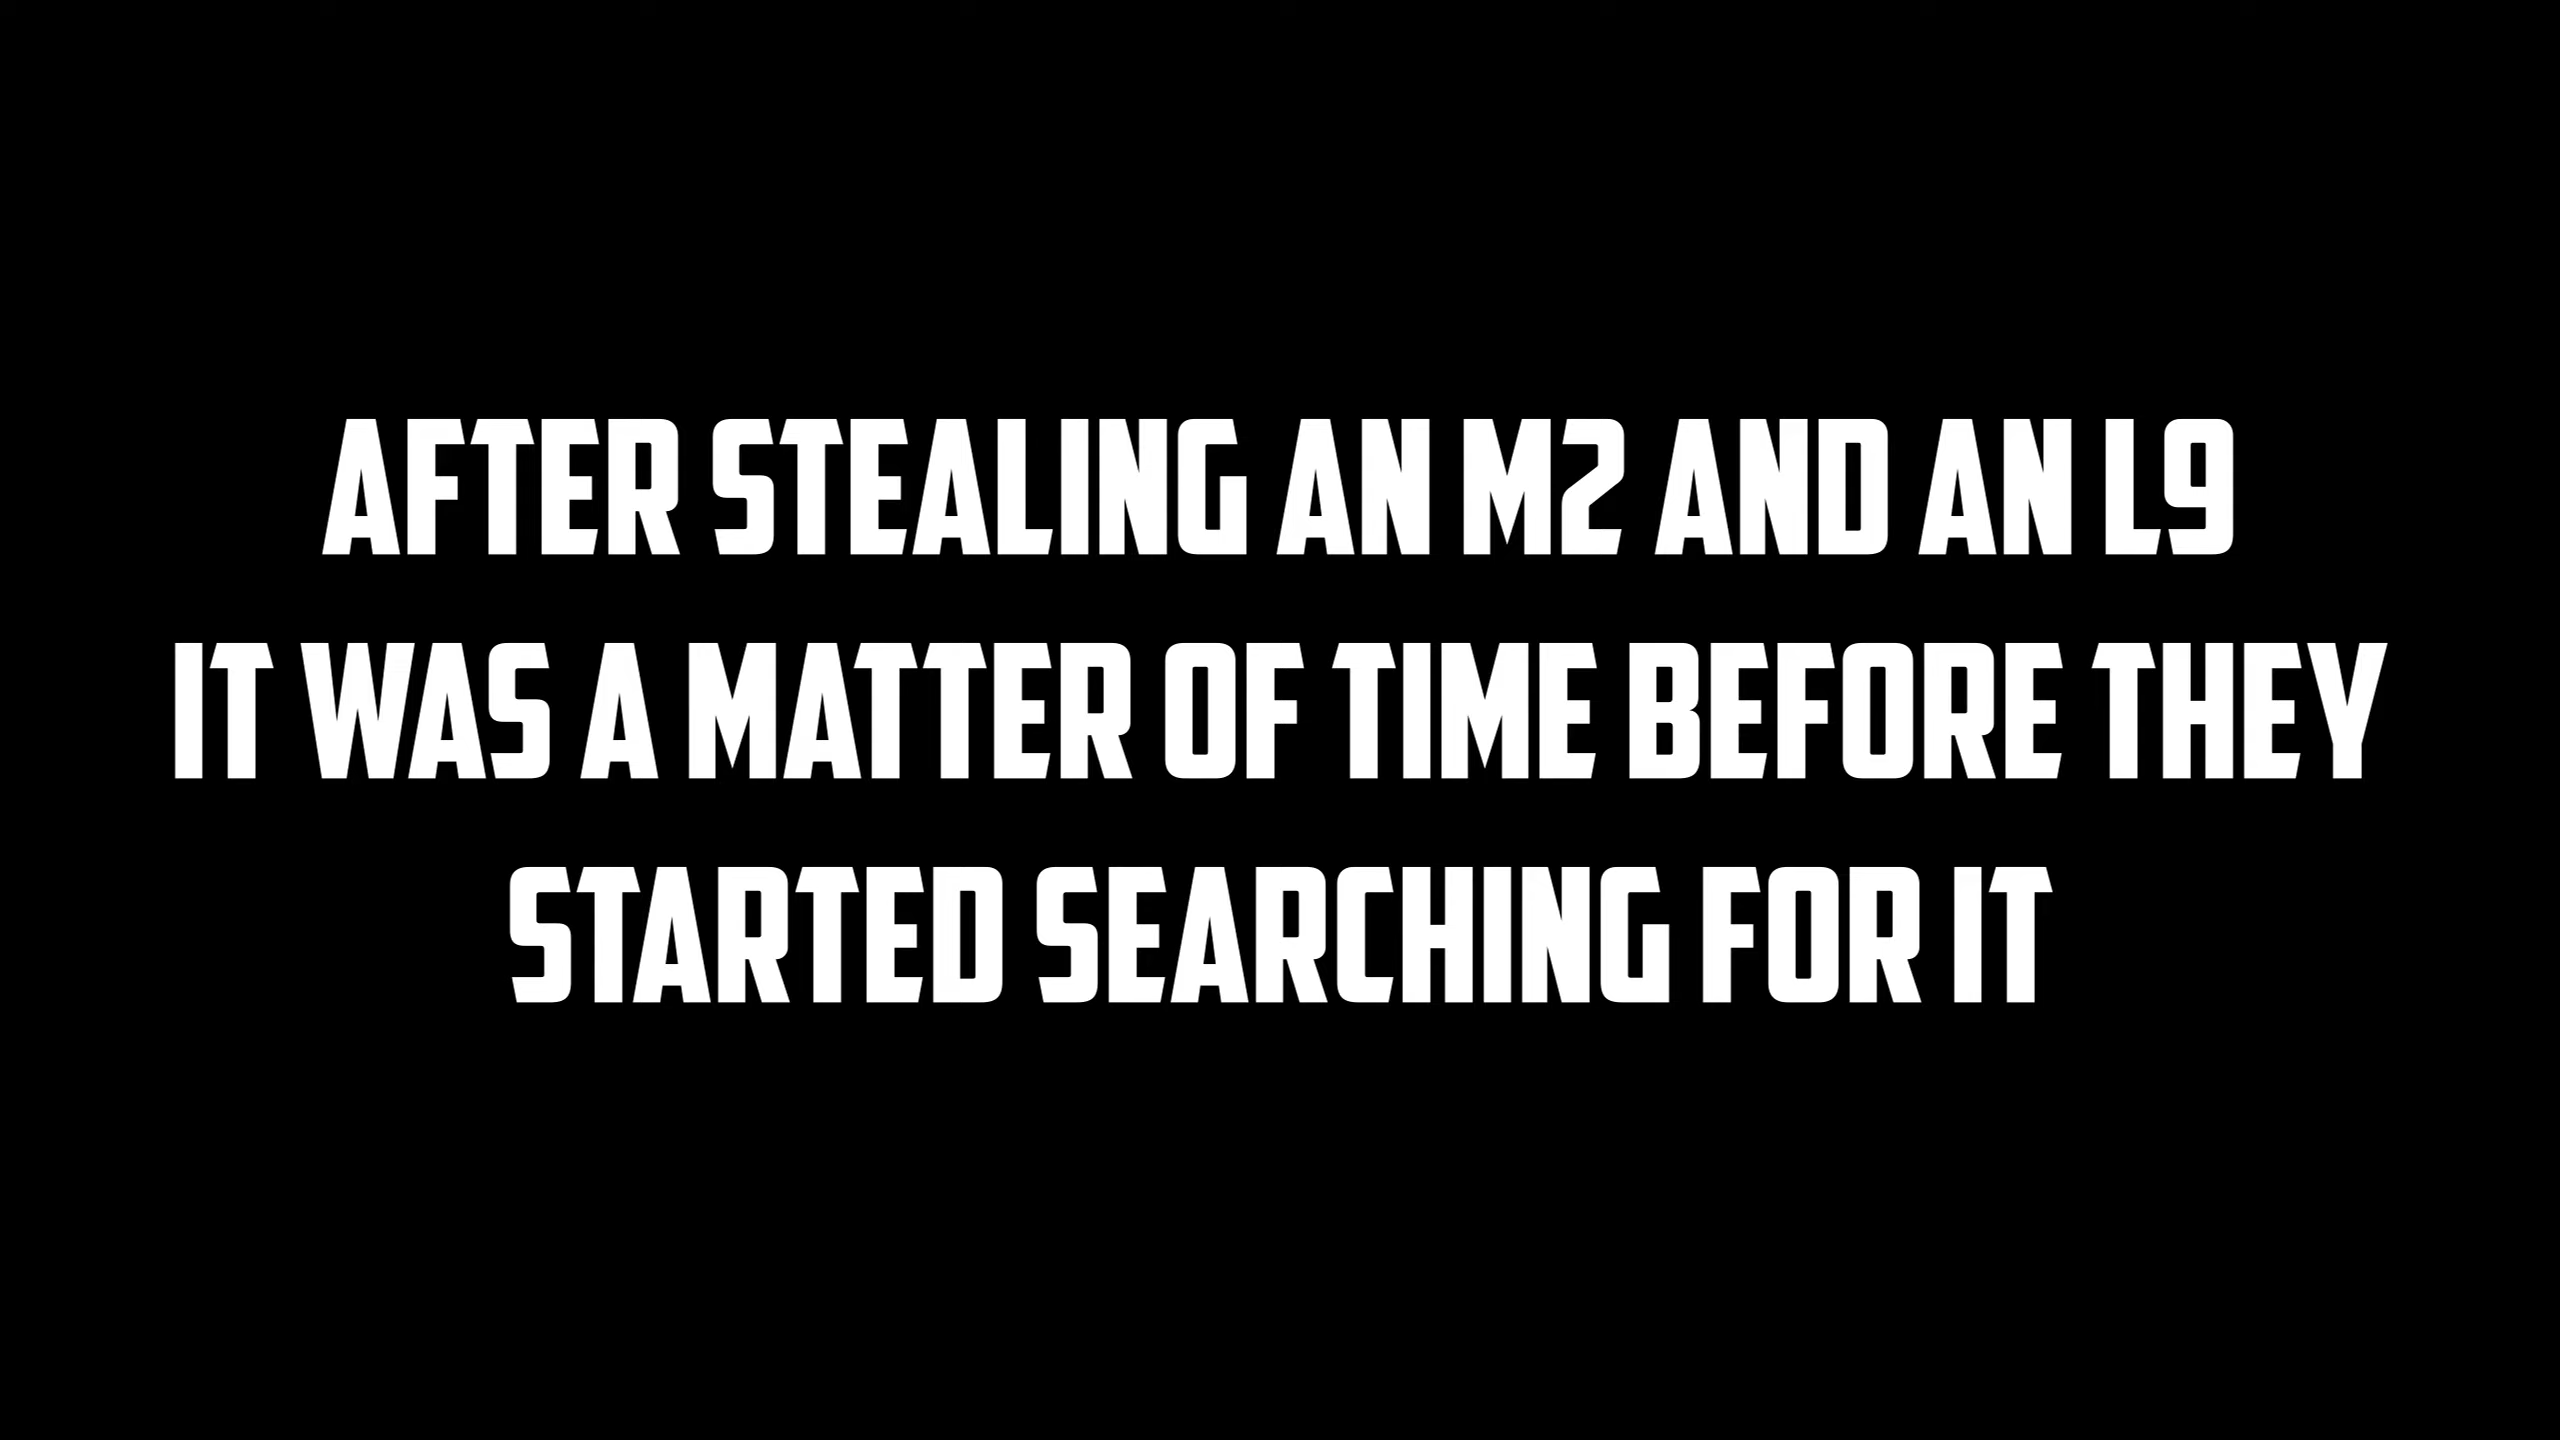 AFTER STEALING AN M2 AND AN L9
IT WAS A MATTER OF TIME BEFORE THEY
STARTED SEARCHING FOR IT